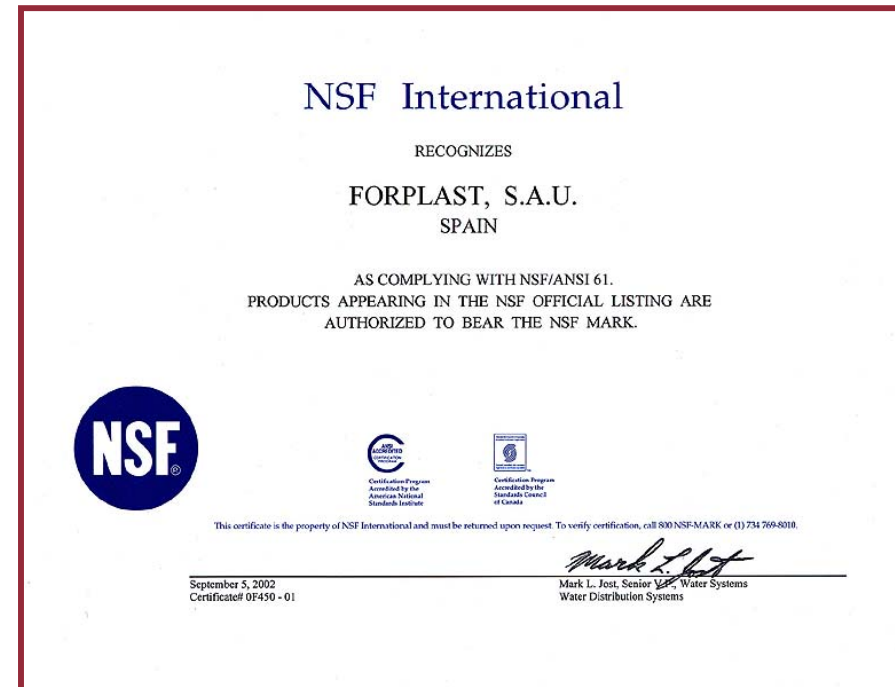 NSF International
RECOGNIZES
FORPLAST, S.A.U.
SPAIN
AS COMPLYING WITH NSF/ANSI 61.
PRODUCTS APPEARING IN THE NSF OFFICIAL LISTING ARE
AUTHORIZED TO BEAR THE NSF MARK.
NSF®
ANSI
ACCREDITED
CERTIFICATION
PROGRAM
Certification Program
Accredited by the
American National
Standards Institute
Certification Program
Accredited by the
Standards Council
of Canada
This certificate is the property of NSF International and must be returned upon request. To verify certification, call 800 NSF-MARK or (1) 734 769-8010.
Mark L. Jost
September 5, 2002
Certificate# 0F450 - 01
Mark L. Jost, Senior V.P., Water Systems
Water Distribution Systems